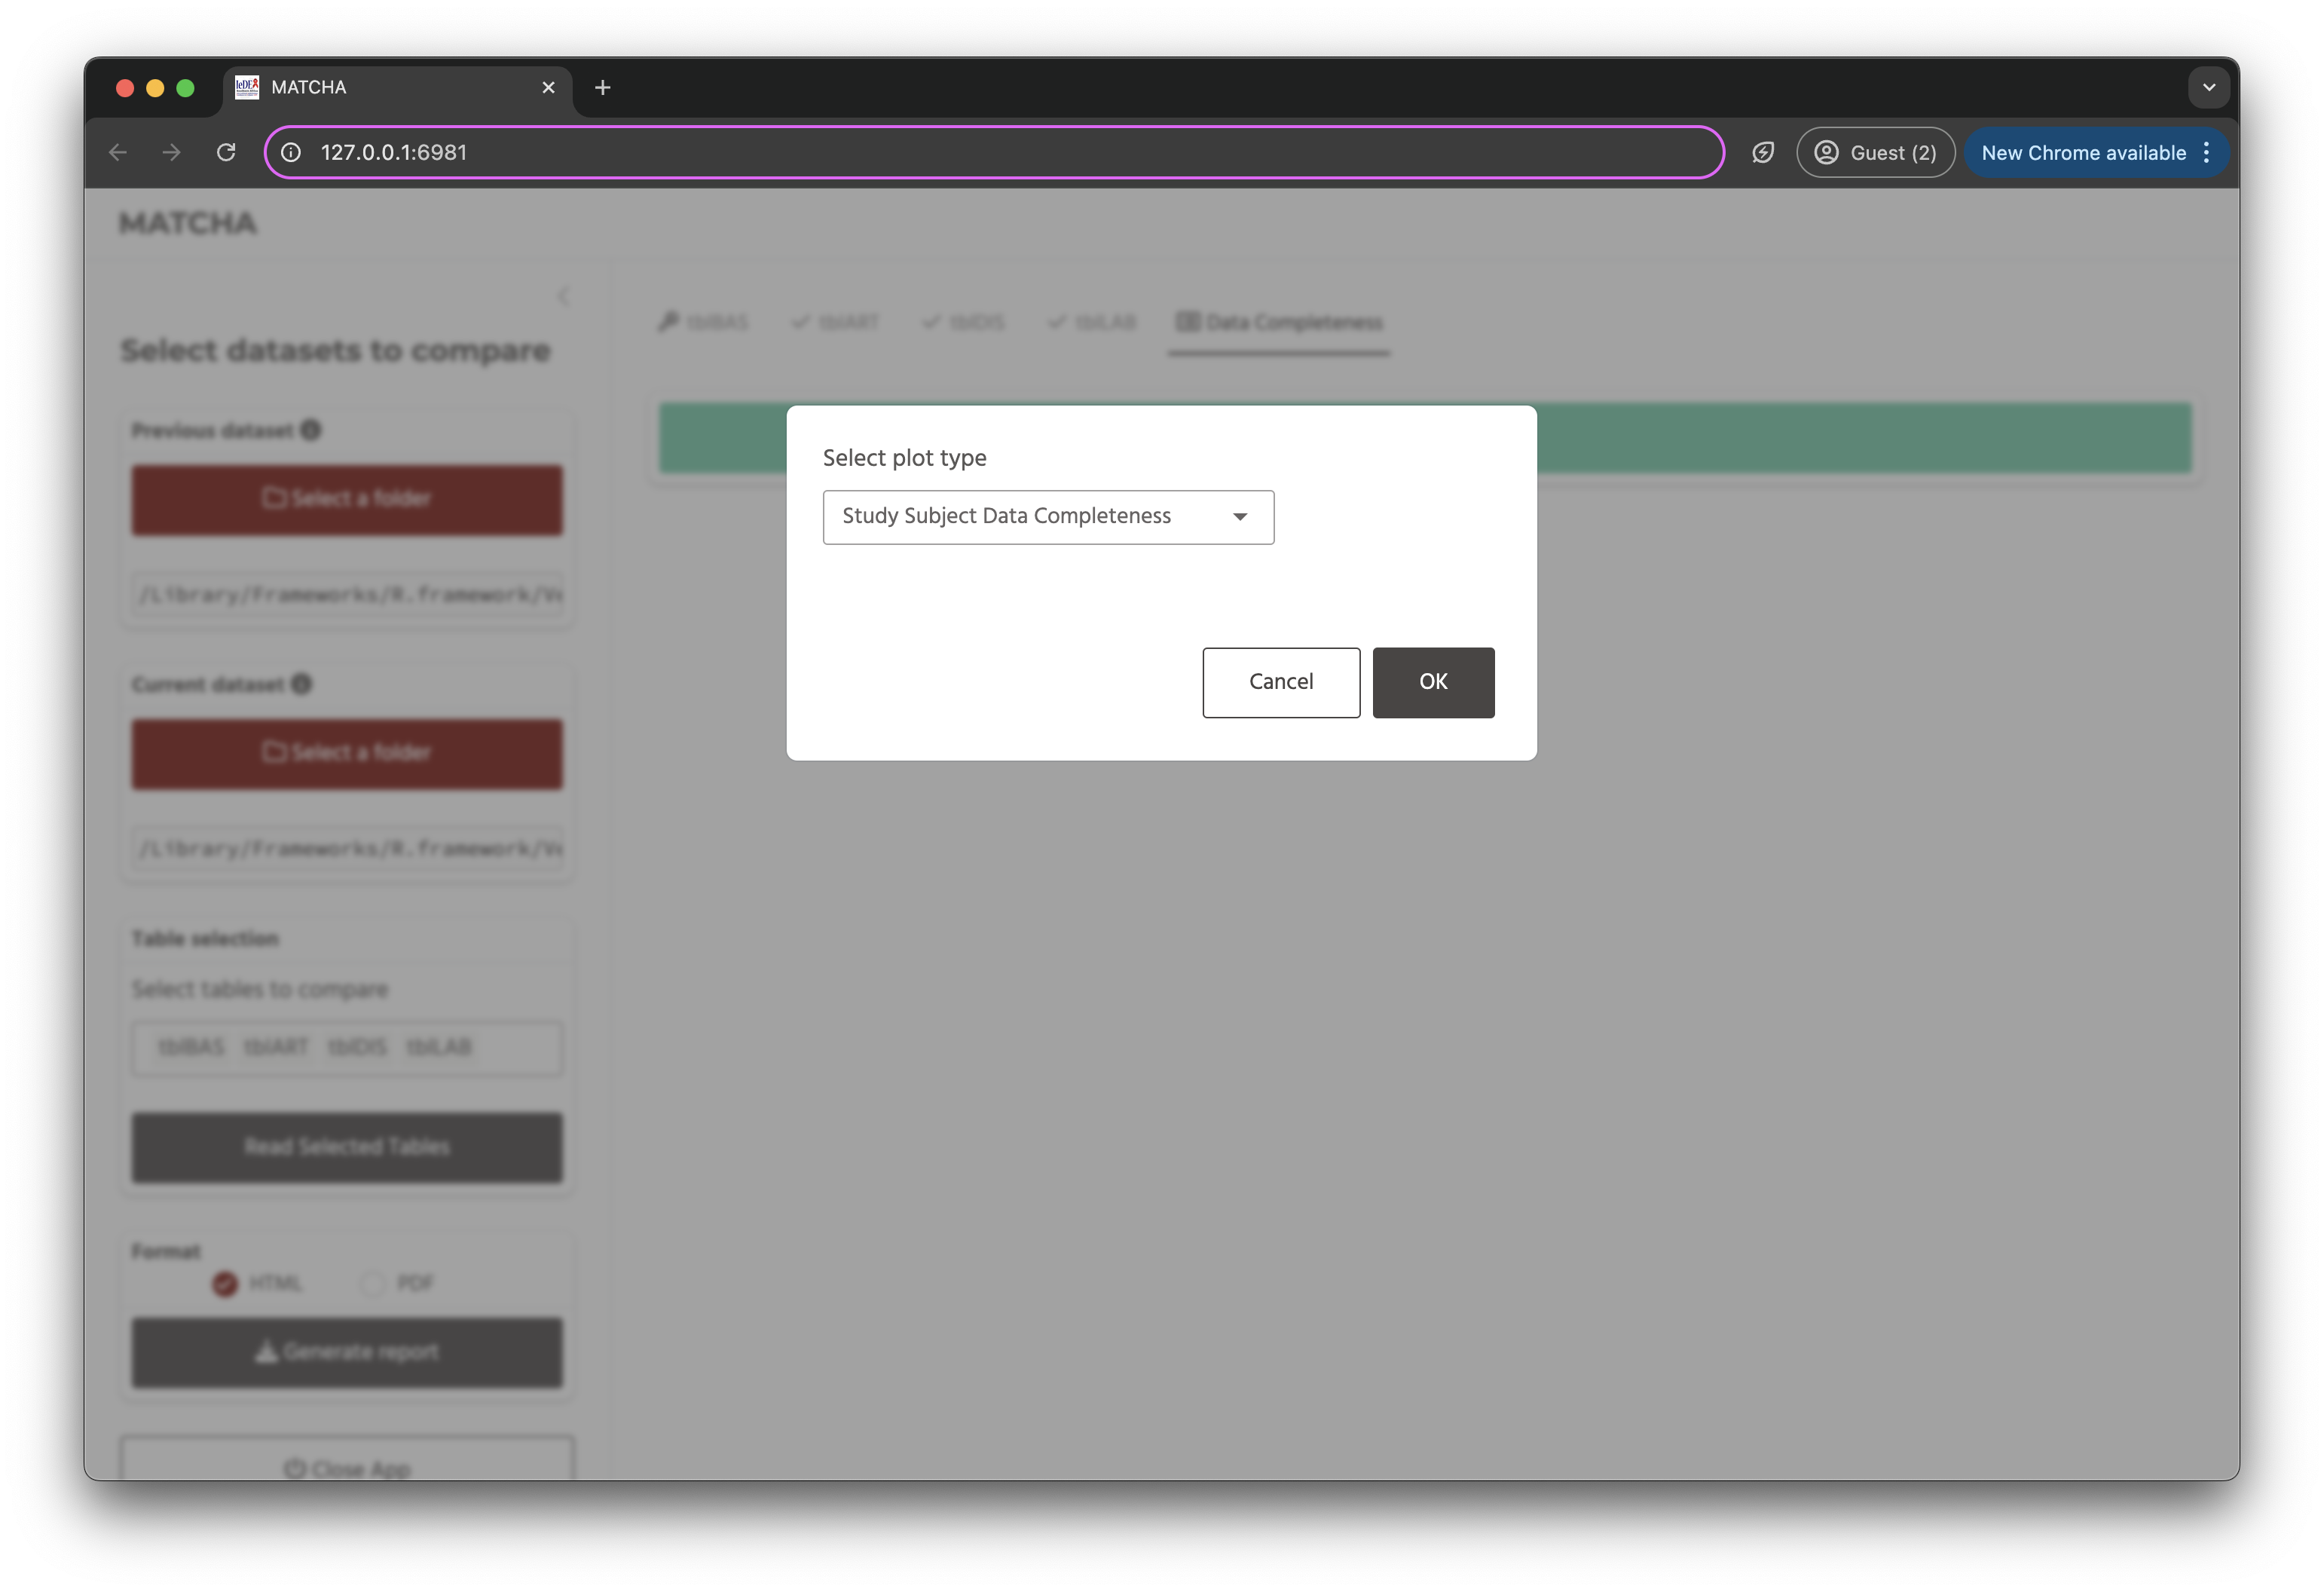 IeDEA
MATCHA
127.0.0.1:6981
Guest (2)
New Chrome available
MATCHA
Select datasets to compare
Previous dataset
Select a folder
/Library/Frameworks/R.framework/Ve
Current dataset
Select a folder
/Library/Frameworks/R.framework/Ve
Table selection
Select tables to compare
tblBAS tblART tblDIS tblLAB
Read Selected Tables
Format
HTML PDF
Generate report
Close App
tblBAS tblART tblDIS tblLAB Data Completeness
Select plot type
Study Subject Data Completeness
Cancel OK